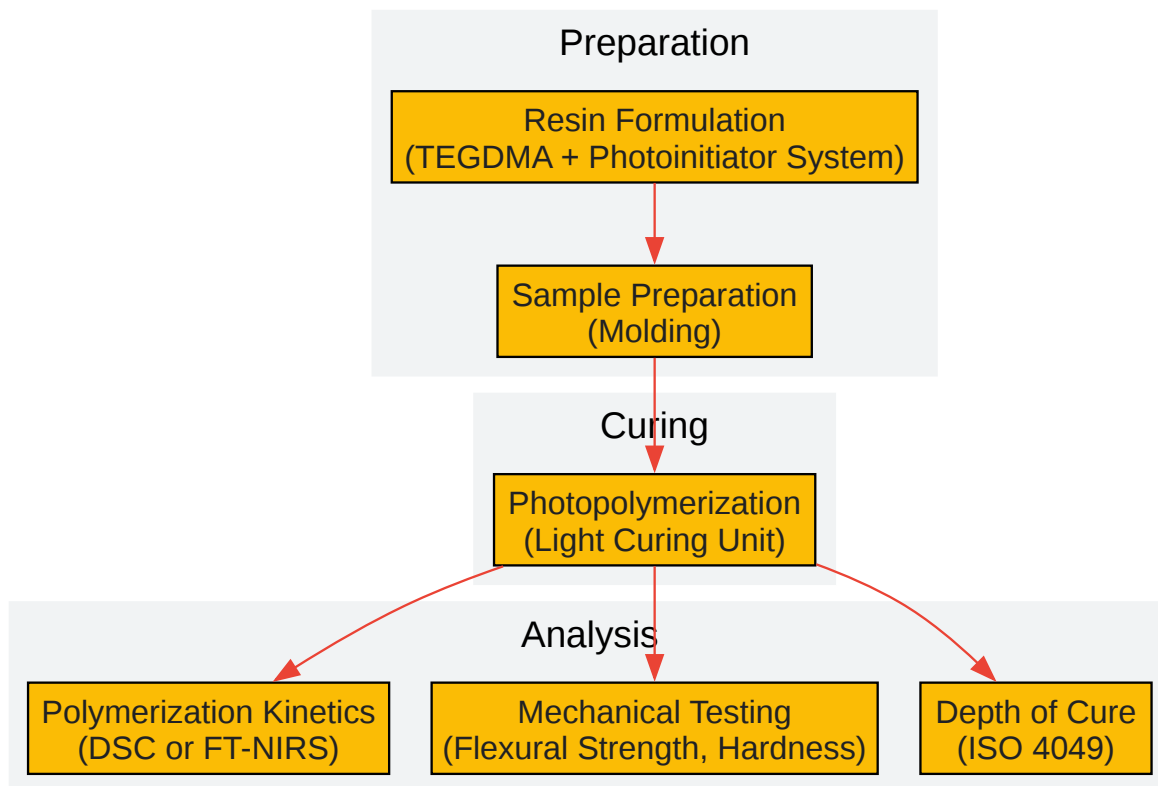 Preparation
Resin Formulation
(TEGDMA + Photoinitiator System)
Sample Preparation
(Molding)
Curing
Photopolymerization
(Light Curing Unit)
Analysis
Polymerization Kinetics
(DSC or FT-NIRS)
Mechanical Testing
(Flexural Strength, Hardness)
Depth of Cure
(ISO 4049)